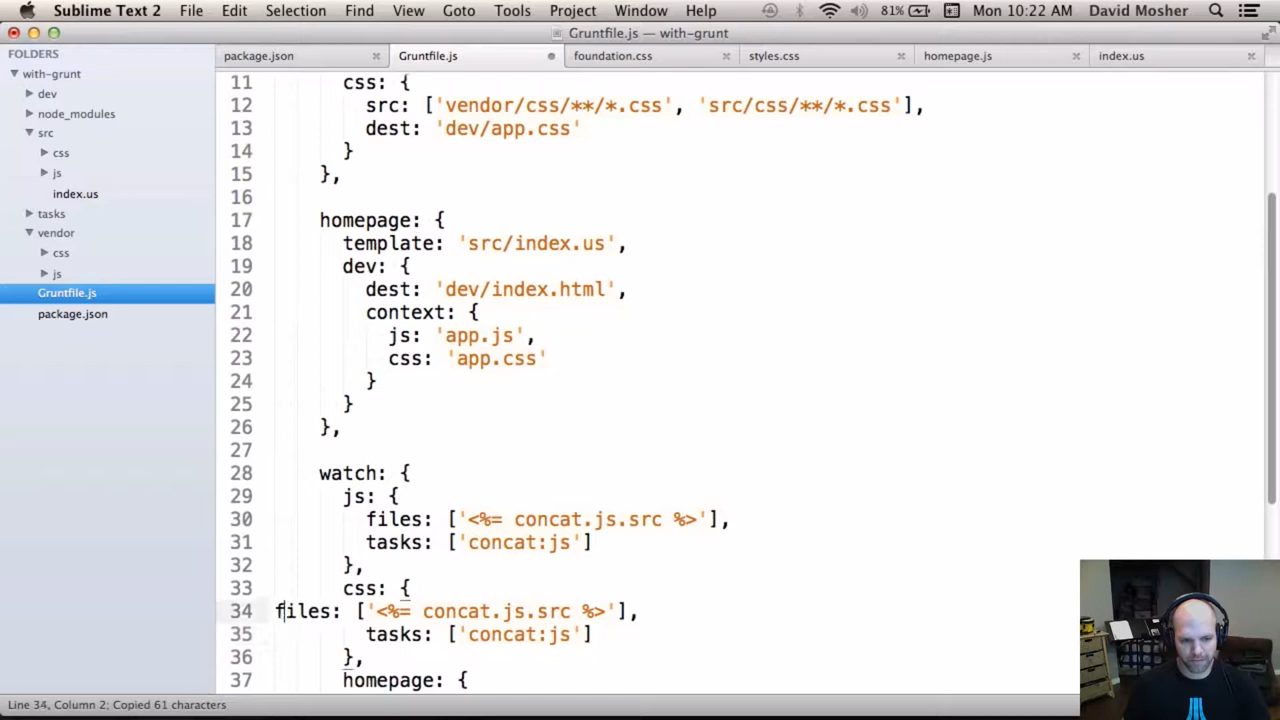 Sublime Text 2 File Edit Selection Find View Goto Tools Project Window Help 81% Mon 10:22 AM David Mosher
Gruntfile.js — with-grunt
FOLDERS
with-grunt
dev
node_modules
src
css
js
index.us
tasks
vendor
css
js
Gruntfile.js
package.json
package.json Gruntfile.js foundation.css styles.css homepage.js index.us
11 css: {
12 src: ['vendor/css/**/*.css', 'src/css/**/*.css'],
13 dest: 'dev/app.css'
14 }
15 },
16
17 homepage: {
18 template: 'src/index.us',
19 dev: {
20 dest: 'dev/index.html',
21 context: {
22 js: 'app.js',
23 css: 'app.css'
24 }
25 }
26 },
27
28 watch: {
29 js: {
30 files: ['<%= concat.js.src %>'],
31 tasks: ['concat:js']
32 },
33 css: {
34 files: ['<%= concat.js.src %>'],
35 tasks: ['concat:js']
36 },
37 homepage: {
Line 34, Column 2; Copied 61 characters